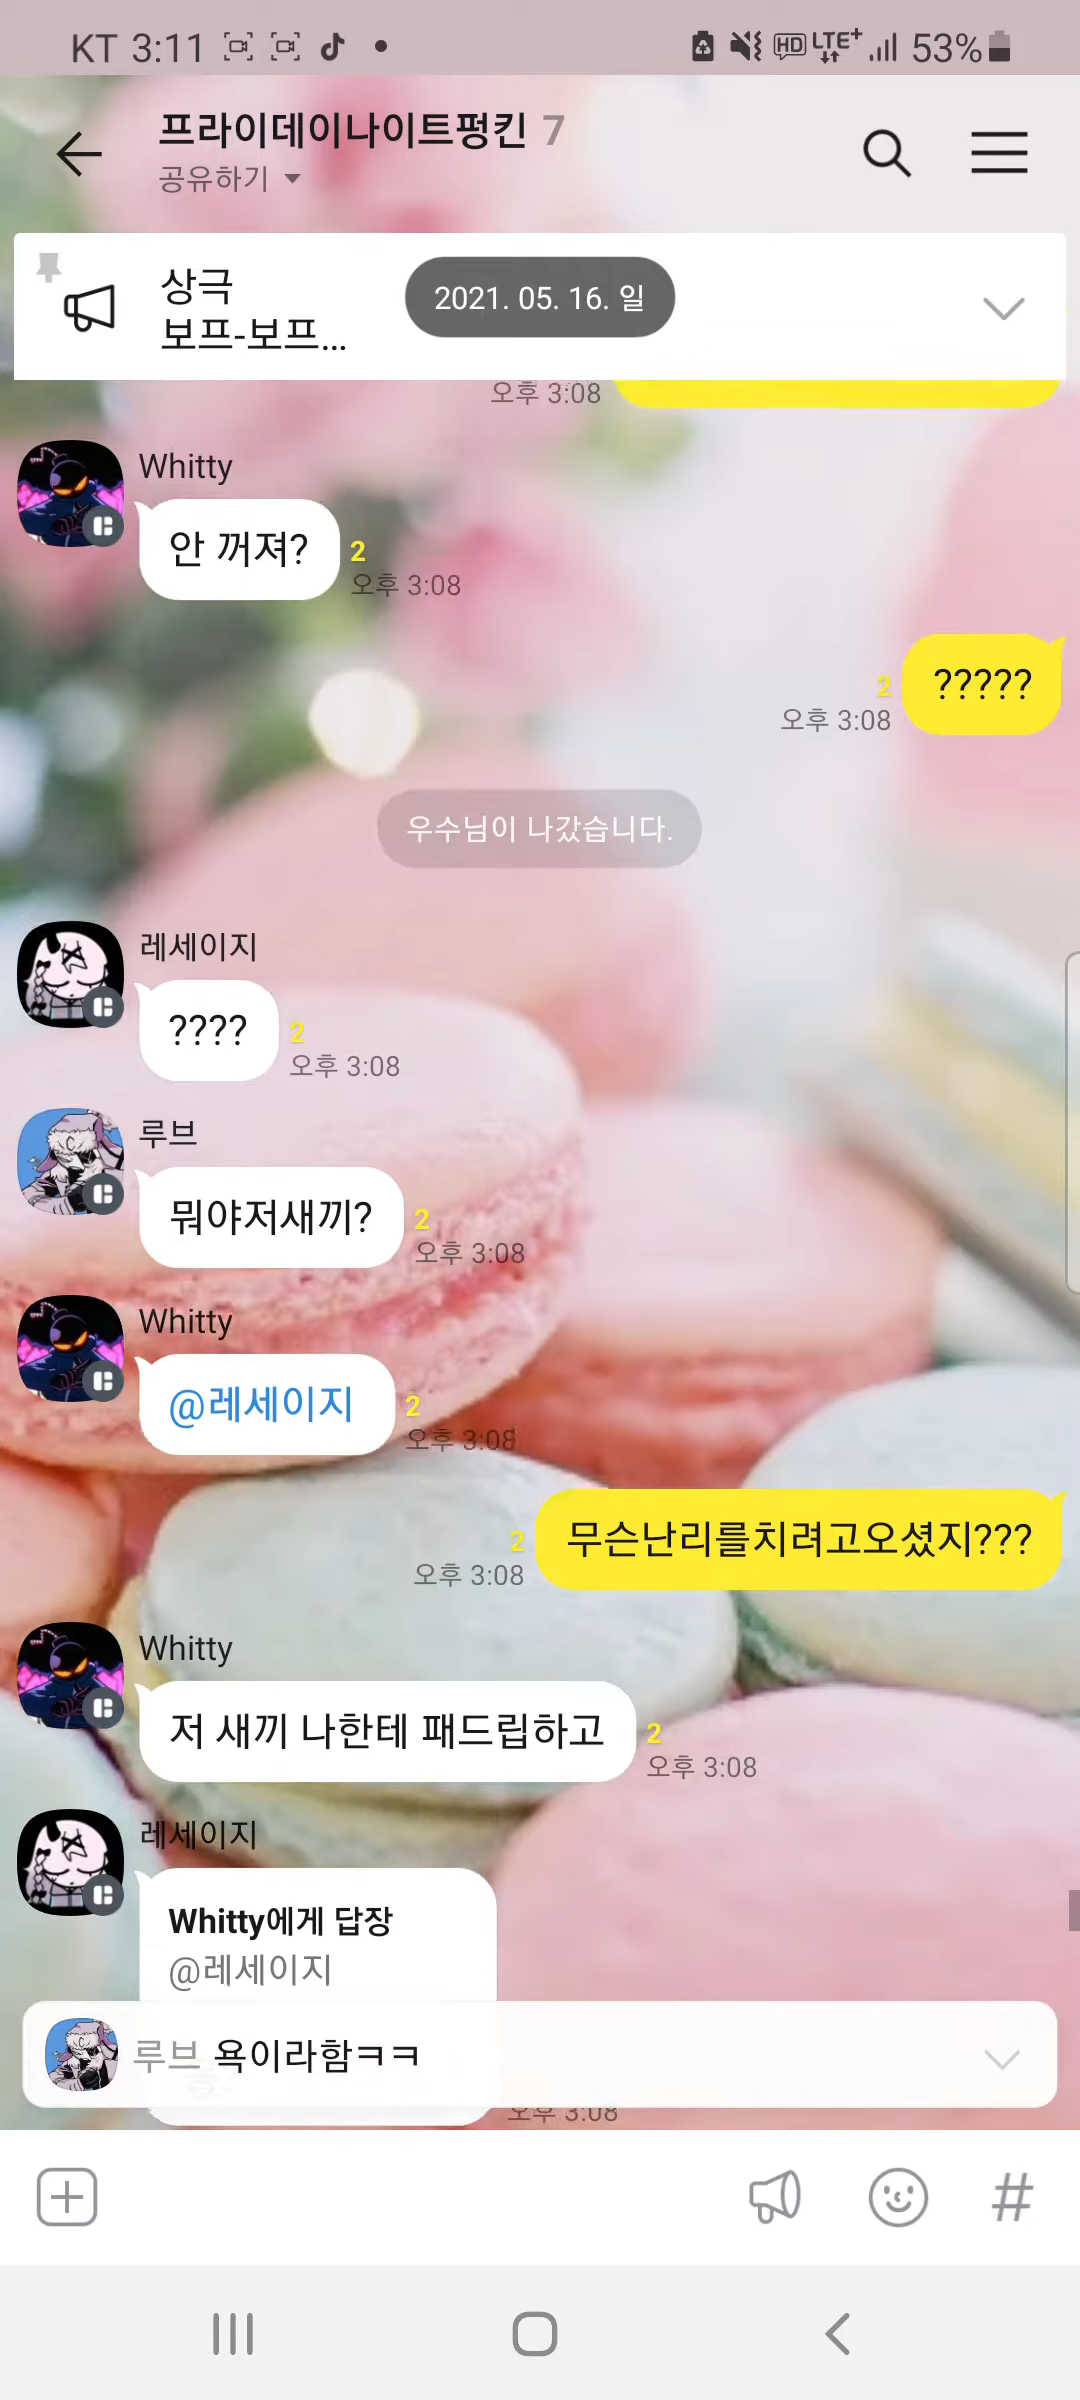 KT 3:11
HD LTE+ 53%
프라이데이나이트펑킨 7
공유하기
상극
보프-보프...
2021. 05. 16. 일
오후 3:08
Whitty
안 꺼져?
2
오후 3:08
?????
2
오후 3:08
우수님이 나갔습니다.
레세이지
????
2
오후 3:08
루브
뭐야저새끼?
2
오후 3:08
Whitty
@레세이지
2
오후 3:08
무슨난리를치려고오셨지???
2
오후 3:08
Whitty
저 새끼 나한테 패드립하고
2
오후 3:08
레세이지
Whitty에게 답장
@레세이지
루브 욕이라함ㅋㅋ
오후 3:08
#